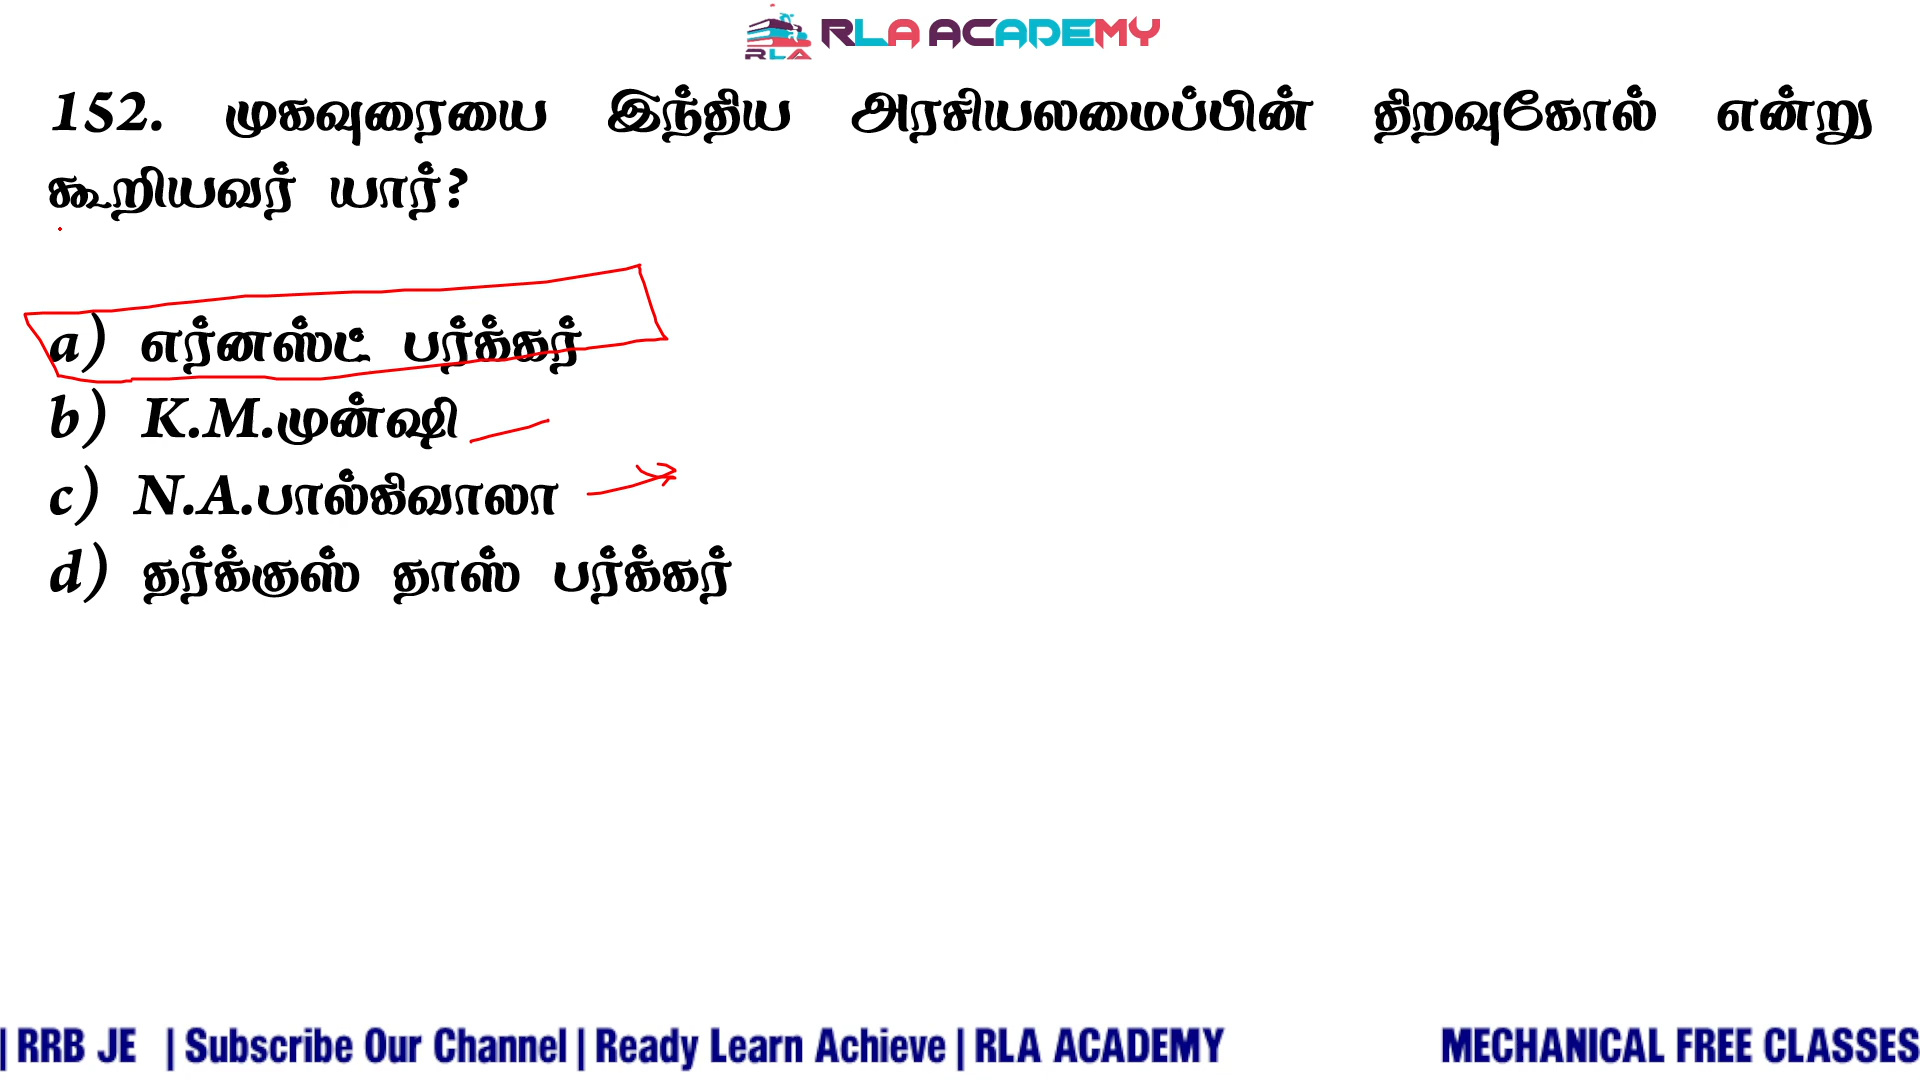 RLA ACADEMY
RLA
152. முகவுரையை இந்திய அரசியலமைப்பின் திறவுகோல் என்று
கூறியவர் யார்?
a) எர்னஸ்ட் பர்க்கர்
b) K.M.முன்ஷி
c) N.A.பால்கிவாலா
d) தர்க்குஸ் தாஸ் பர்க்கர்
| RRB JE | Subscribe Our Channel | Ready Learn Achieve | RLA ACADEMY MECHANICAL FREE CLASSES